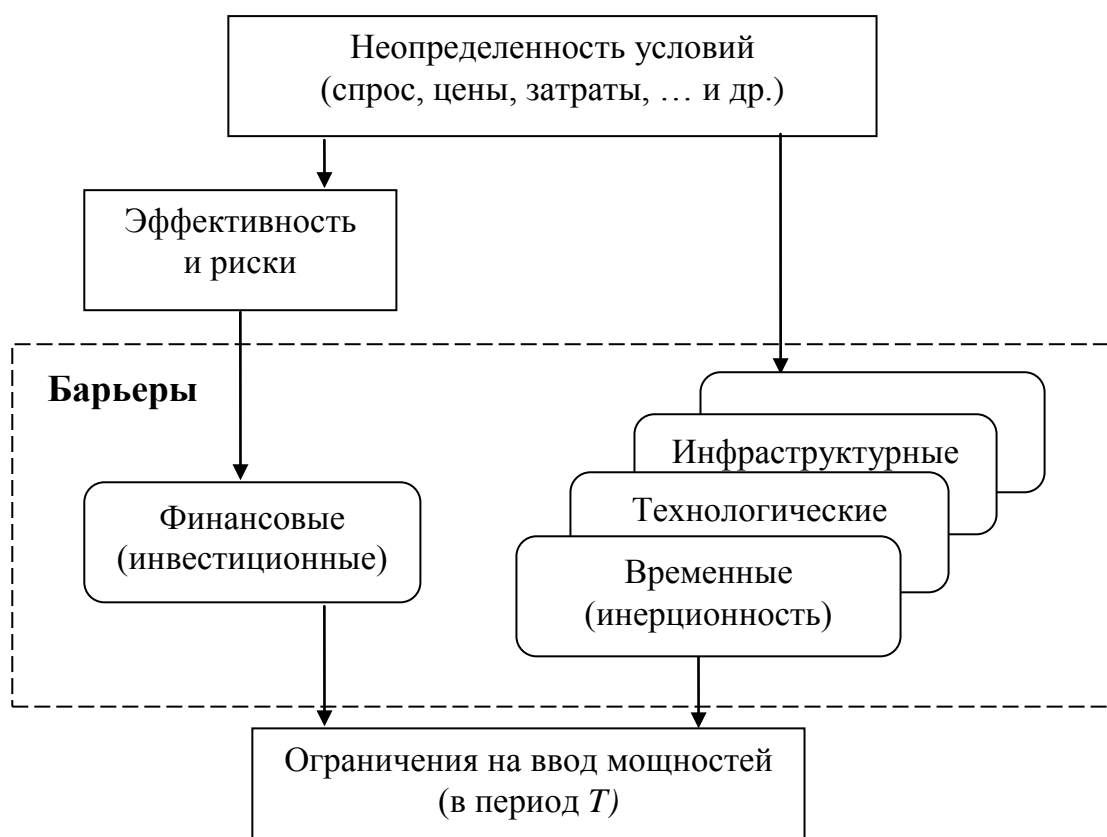 Неопределенность условий
(спрос, цены, затраты, … и др.)
Эффективность
и риски
Барьеры
Инфраструктурные
Технологические
Финансовые
(инвестиционные)
Временные
(инерционность)
Ограничения на ввод мощностей
(в период T)